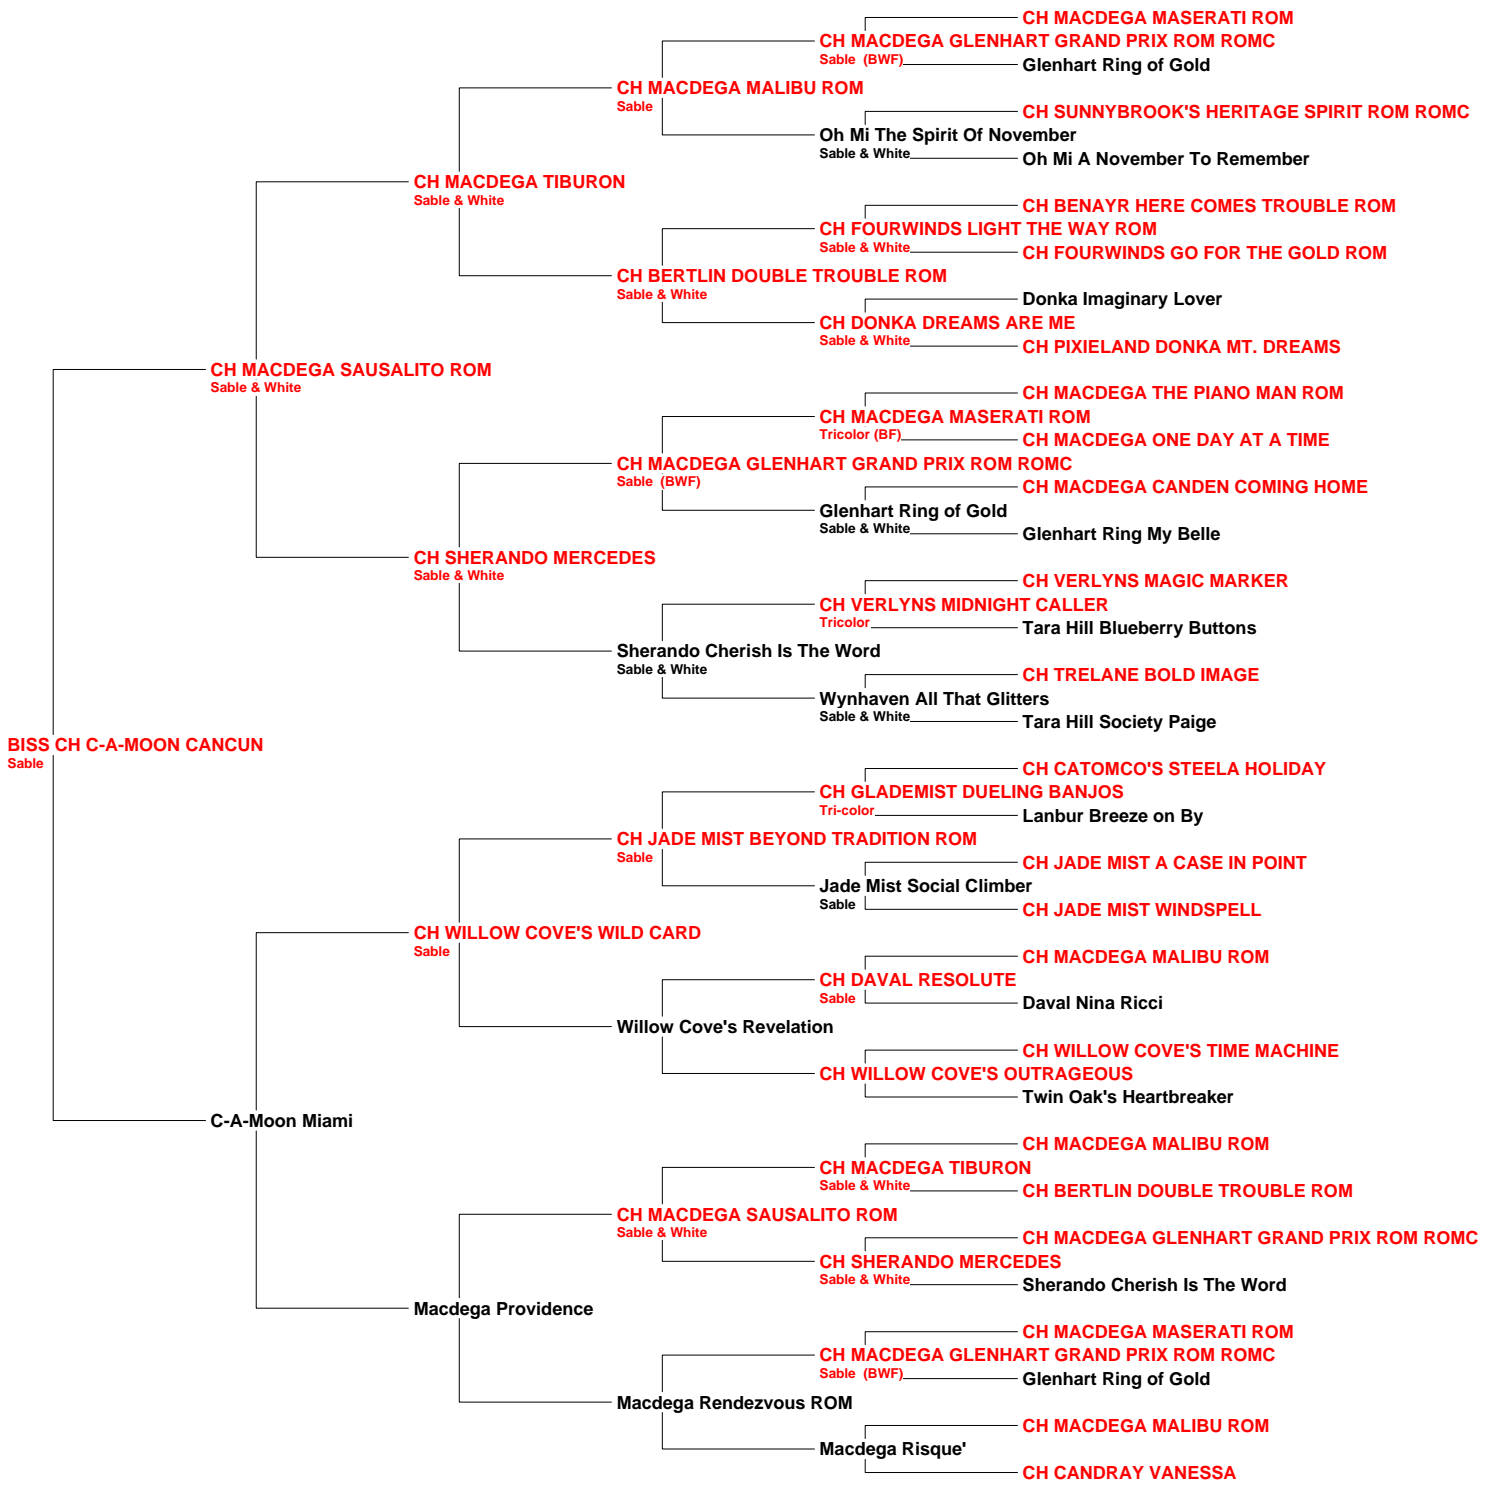 CH MACDEGA MASERATI ROM
CH MACDEGA GLENHART GRAND PRIX ROM ROMC
Sable (BWF)
Glenhart Ring of Gold
CH MACDEGA MALIBU ROM
Sable
CH SUNNYBROOK'S HERITAGE SPIRIT ROM ROMC
Oh Mi The Spirit Of November
Sable & White
Oh Mi A November To Remember
CH MACDEGA TIBURON
Sable & White
CH BENAYR HERE COMES TROUBLE ROM
CH FOURWINDS LIGHT THE WAY ROM
Sable & White
CH FOURWINDS GO FOR THE GOLD ROM
CH BERTLIN DOUBLE TROUBLE ROM
Sable & White
Donka Imaginary Lover
CH DONKA DREAMS ARE ME
Sable & White
CH PIXIELAND DONKA MT. DREAMS
CH MACDEGA SAUSALITO ROM
Sable & White
CH MACDEGA THE PIANO MAN ROM
CH MACDEGA MASERATI ROM
Tricolor (BF)
CH MACDEGA ONE DAY AT A TIME
CH MACDEGA GLENHART GRAND PRIX ROM ROMC
Sable (BWF)
CH MACDEGA CANDEN COMING HOME
Glenhart Ring of Gold
Sable & White
Glenhart Ring My Belle
CH SHERANDO MERCEDES
Sable & White
CH VERLYNS MAGIC MARKER
CH VERLYNS MIDNIGHT CALLER
Tricolor
Tara Hill Blueberry Buttons
Sherando Cherish Is The Word
Sable & White
CH TRELANE BOLD IMAGE
Wynhaven All That Glitters
Sable & White
Tara Hill Society Paige
BISS CH C-A-MOON CANCUN
Sable
CH CATOMCO'S STEELA HOLIDAY
CH GLADEMIST DUELING BANJOS
Tri-color
Lanbur Breeze on By
CH JADE MIST BEYOND TRADITION ROM
Sable
CH JADE MIST A CASE IN POINT
Jade Mist Social Climber
Sable
CH JADE MIST WINDSPELL
CH WILLOW COVE'S WILD CARD
Sable
CH MACDEGA MALIBU ROM
CH DAVAL RESOLUTE
Sable
Daval Nina Ricci
Willow Cove's Revelation
CH WILLOW COVE'S TIME MACHINE
CH WILLOW COVE'S OUTRAGEOUS
Twin Oak's Heartbreaker
C-A-Moon Miami
CH MACDEGA MALIBU ROM
CH MACDEGA TIBURON
Sable & White
CH BERTLIN DOUBLE TROUBLE ROM
CH MACDEGA SAUSALITO ROM
Sable & White
CH MACDEGA GLENHART GRAND PRIX ROM ROMC
CH SHERANDO MERCEDES
Sable & White
Sherando Cherish Is The Word
Macdega Providence
CH MACDEGA MASERATI ROM
CH MACDEGA GLENHART GRAND PRIX ROM ROMC
Sable (BWF)
Glenhart Ring of Gold
Macdega Rendezvous ROM
CH MACDEGA MALIBU ROM
Macdega Risque'
CH CANDRAY VANESSA